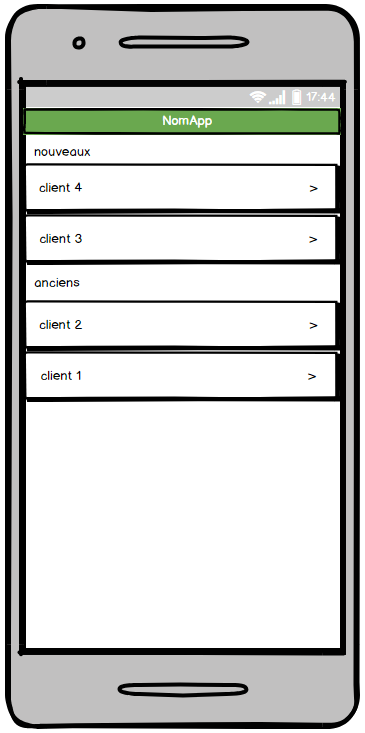 17:44
NomApp
nouveaux
client 4 >
client 3 >
anciens
client 2 >
client 1 >